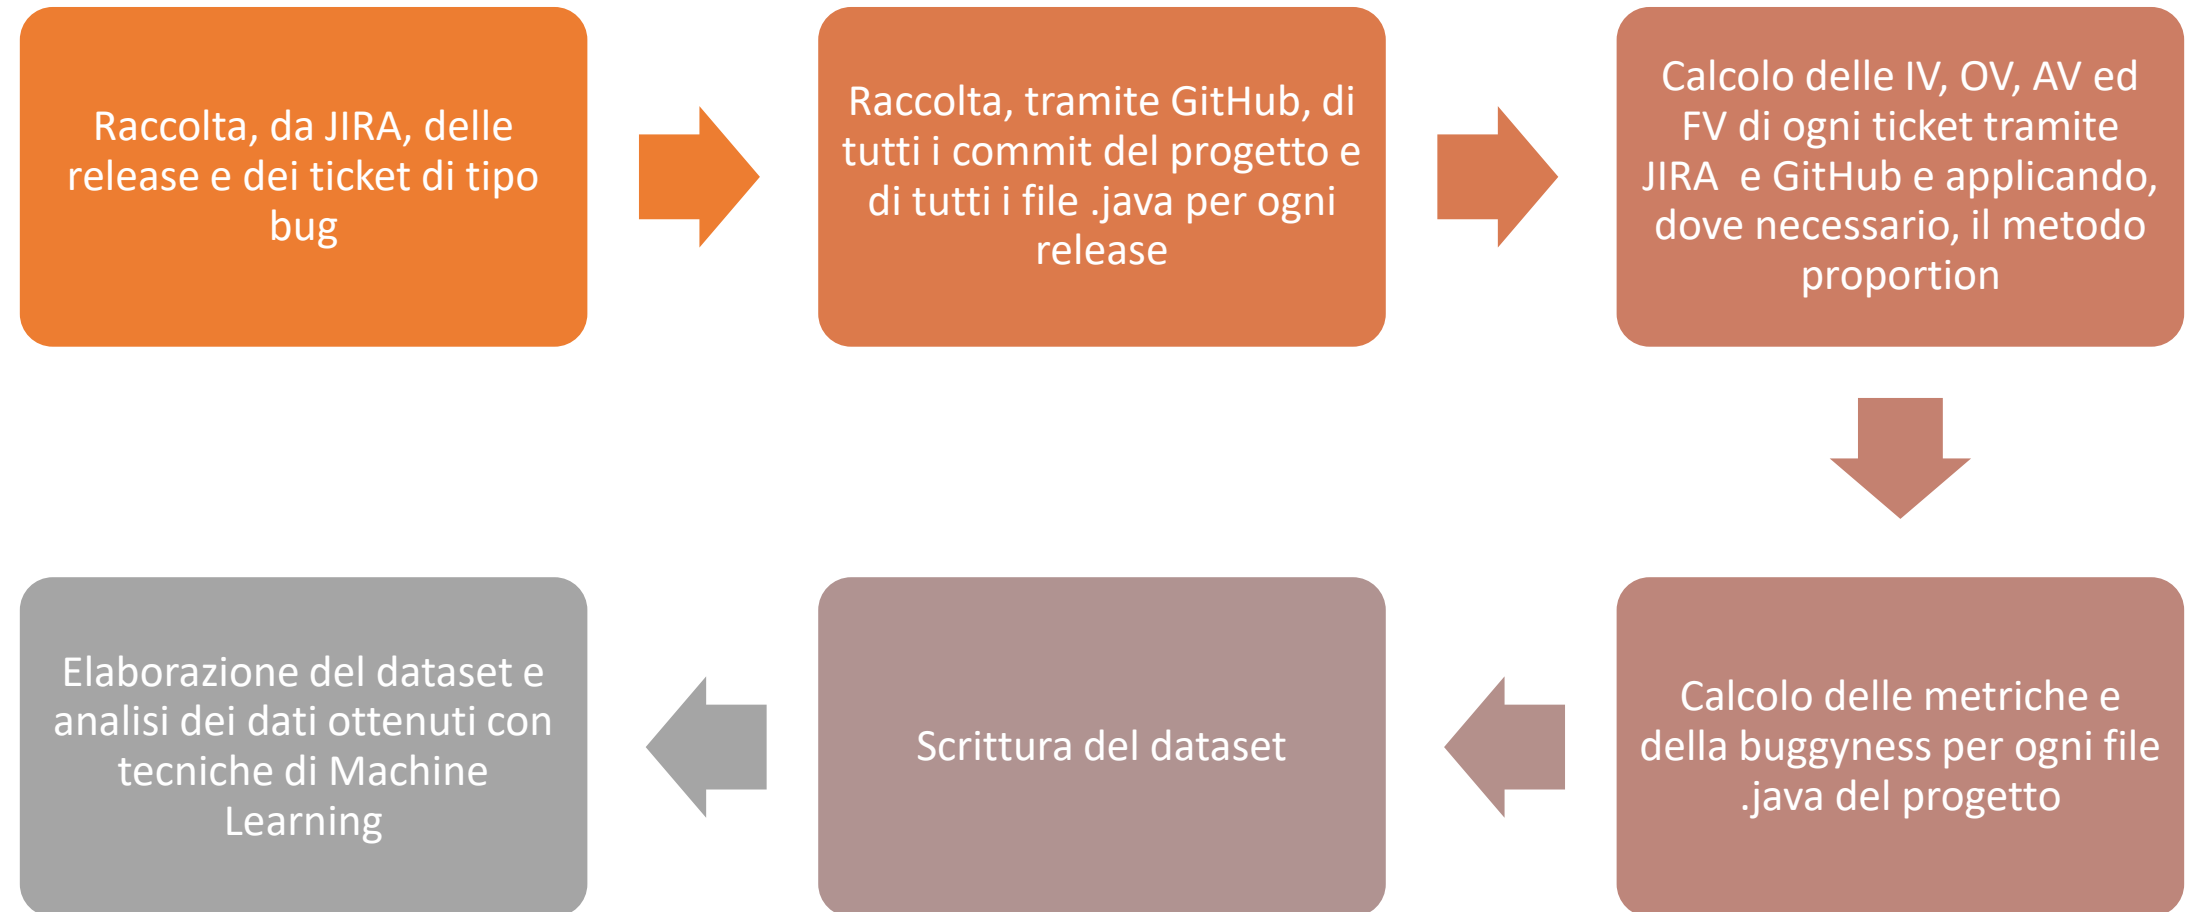 Raccolta, da JIRA, delle
release e dei ticket di tipo
bug
Raccolta, tramite GitHub, di
tutti i commit del progetto e
di tutti i file .java per ogni
release
Calcolo delle IV, OV, AV ed
FV di ogni ticket tramite
JIRA  e GitHub e applicando,
dove necessario, il metodo
proportion
Calcolo delle metriche e
della buggyness per ogni file
.java del progetto
Scrittura del dataset
Elaborazione del dataset e
analisi dei dati ottenuti con
tecniche di Machine
Learning